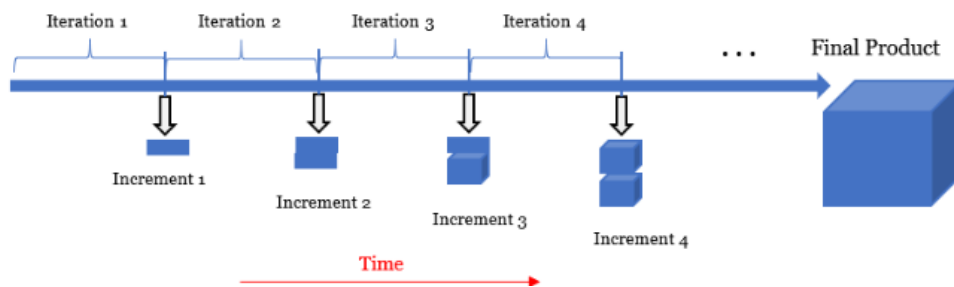 Iteration 1
Iteration 2
Iteration 3
Iteration 4
...
Final Product
Increment 1
Increment 2
Increment 3
Increment 4
Time